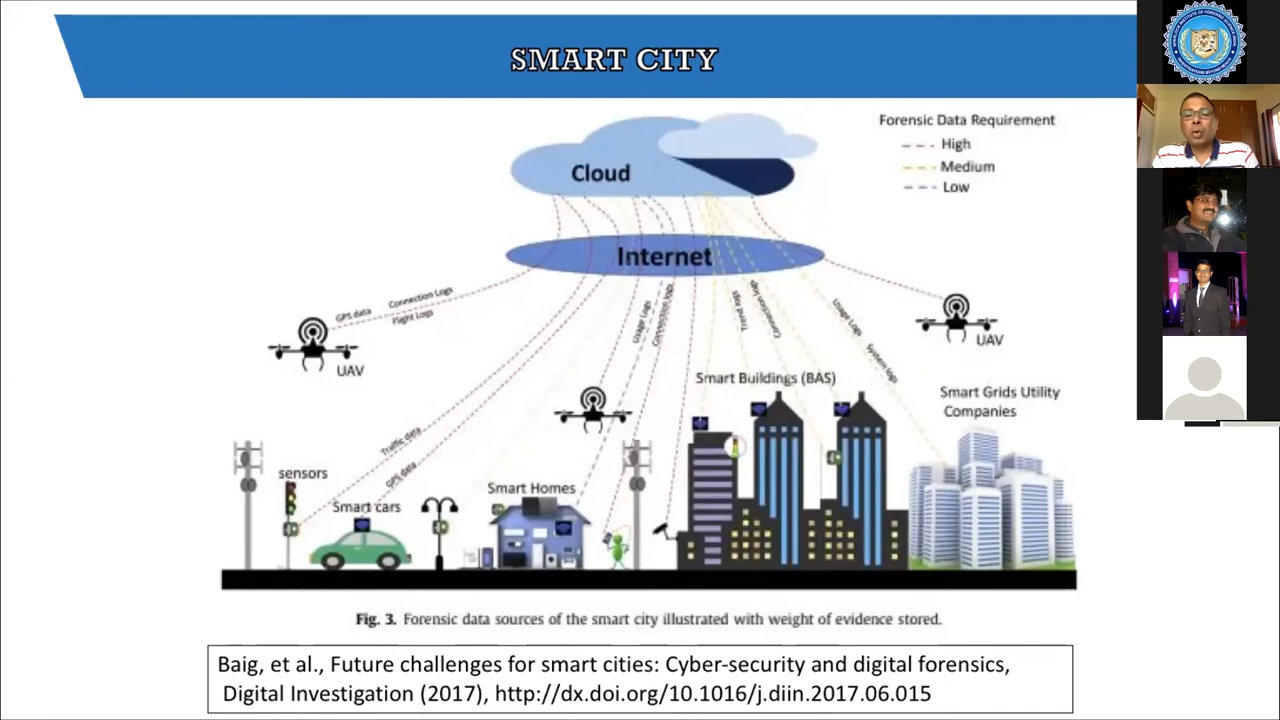 SMART CITY
Forensic Data Requirement
High
Medium
Low
Cloud
Internet
GPS data
Connection Logs
Flight Logs
UAV
Usage Logs
Trend logs
Connection logs
Usage Logs
System logs
UAV
Smart Buildings (BAS)
Smart Grids Utility
Companies
Traffic data
GPS data
sensors
Smart cars
Smart Homes
Fig. 3. Forensic data sources of the smart city illustrated with weight of evidence stored.
Baig, et al., Future challenges for smart cities: Cyber-security and digital forensics,
Digital Investigation (2017), http://dx.doi.org/10.1016/j.diin.2017.06.015